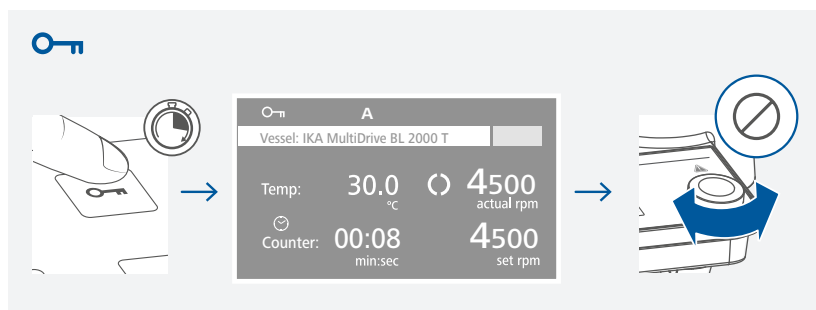 A
Vessel: IKA MultiDrive BL 2000 T
Temp: 30.0 °C
4500 actual rpm
Counter: 00:08 min:sec
4500 set rpm